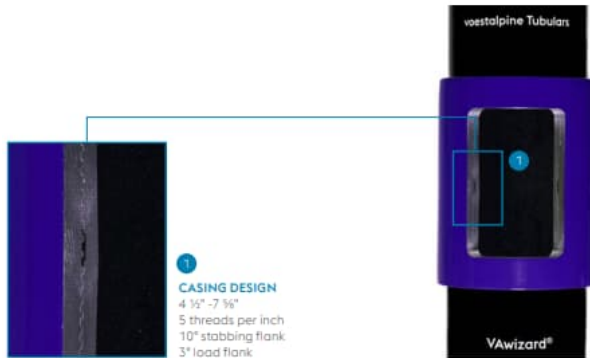 voestalpine Tubulars
1
1
CASING DESIGN
4 ½" -7 ⅝"
5 threads per inch
10° stabbing flank
3° load flank
VAwizard®